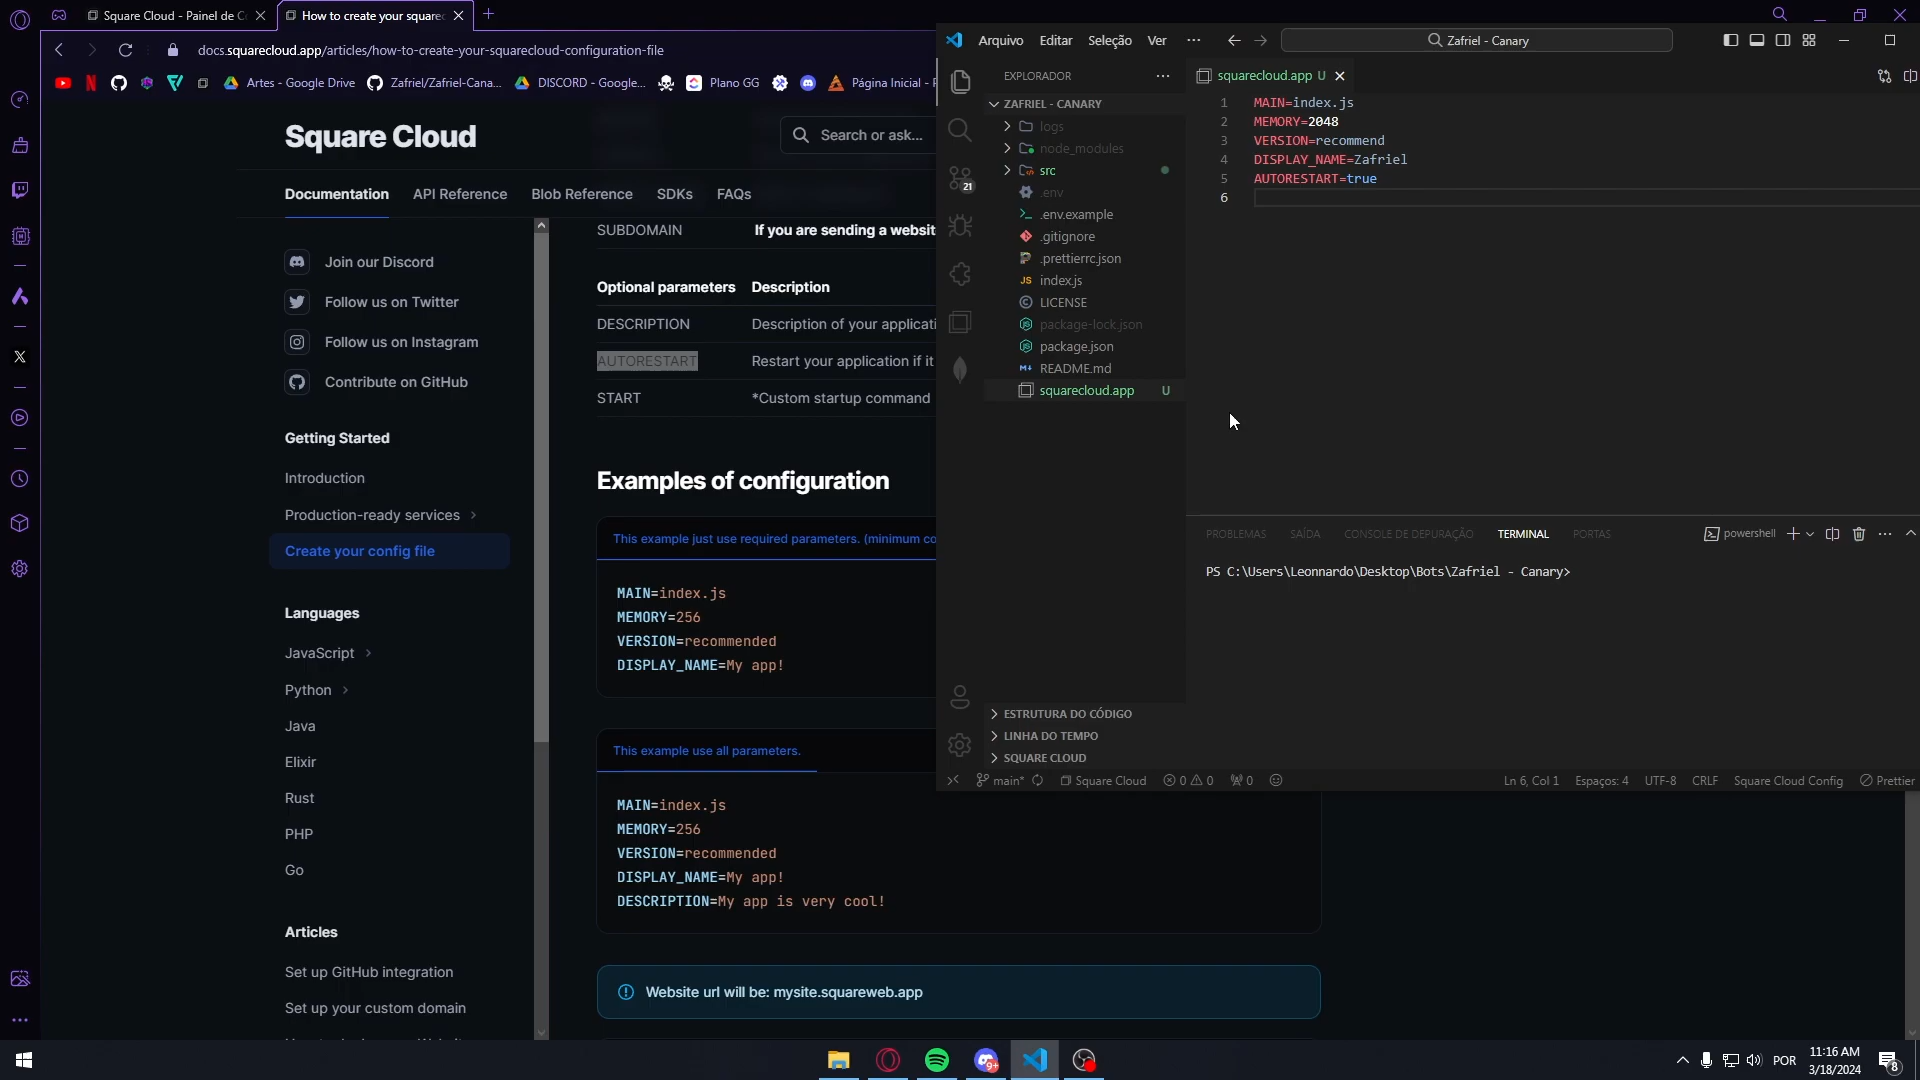 Square Cloud - Painel de C
How to create your square
docs.squarecloud.app/articles/how-to-create-your-squarecloud-configuration-file
Artes - Google Drive
Zafriel/Zafriel-Cana...
DISCORD - Google...
Plano GG
Página Inicial -
Square Cloud
Search or ask...
Documentation
API Reference
Blob Reference
SDKs
FAQs
Join our Discord
Follow us on Twitter
Follow us on Instagram
Contribute on GitHub
Getting Started
Introduction
Production-ready services
Create your config file
Languages
JavaScript
Python
Java
Elixir
Rust
PHP
Go
Articles
Set up GitHub integration
Set up your custom domain
SUBDOMAIN
If you are sending a websit
Optional parameters Description
DESCRIPTION
Description of your applicati
AUTORESTART
Restart your application if it
START
*Custom startup command
Examples of configuration
This example just use required parameters. (minimum co
MAIN=index.js
MEMORY=256
VERSION=recommended
DISPLAY_NAME=My app!
This example use all parameters.
MAIN=index.js
MEMORY=256
VERSION=recommended
DISPLAY_NAME=My app!
DESCRIPTION=My app is very cool!
Website url will be: mysite.squareweb.app
Arquivo Editar Seleção Ver
Zafriel - Canary
EXPLORADOR
ZAFRIEL - CANARY
logs
node_modules
src
.env
.env.example
.gitignore
.prettierrc.json
index.js
LICENSE
package-lock.json
package.json
README.md
squarecloud.app U
21
ESTRUTURA DO CÓDIGO
LINHA DO TEMPO
SQUARE CLOUD
squarecloud.app U
1 MAIN=index.js
2 MEMORY=2048
3 VERSION=recommend
4 DISPLAY_NAME=Zafriel
5 AUTORESTART=true
6
PROBLEMAS SAÍDA CONSOLE DE DEPURAÇÃO TERMINAL PORTAS
powershell
PS C:\Users\Leonnardo\Desktop\Bots\Zafriel - Canary>
main* Square Cloud 0 0 0
Ln 6, Col 1 Espaços: 4 UTF-8 CRLF Square Cloud Config Prettier
9+
POR
11:16 AM
3/18/2024
8